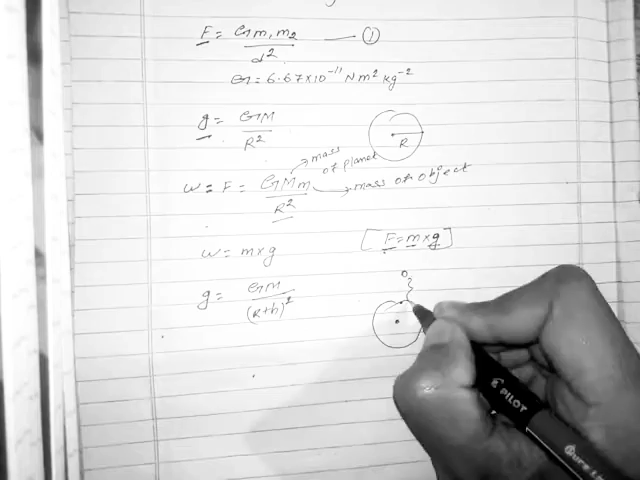 F = Gm₁m₂ / d² ——— ①
G = 6.67×10⁻¹¹ Nm² kg⁻²
g = GM / R²
R
mass of planet
W = F = GMm / R²
mass of object
W = m×g
[F = m×g]
g = GM / (R+h)²
PILOT